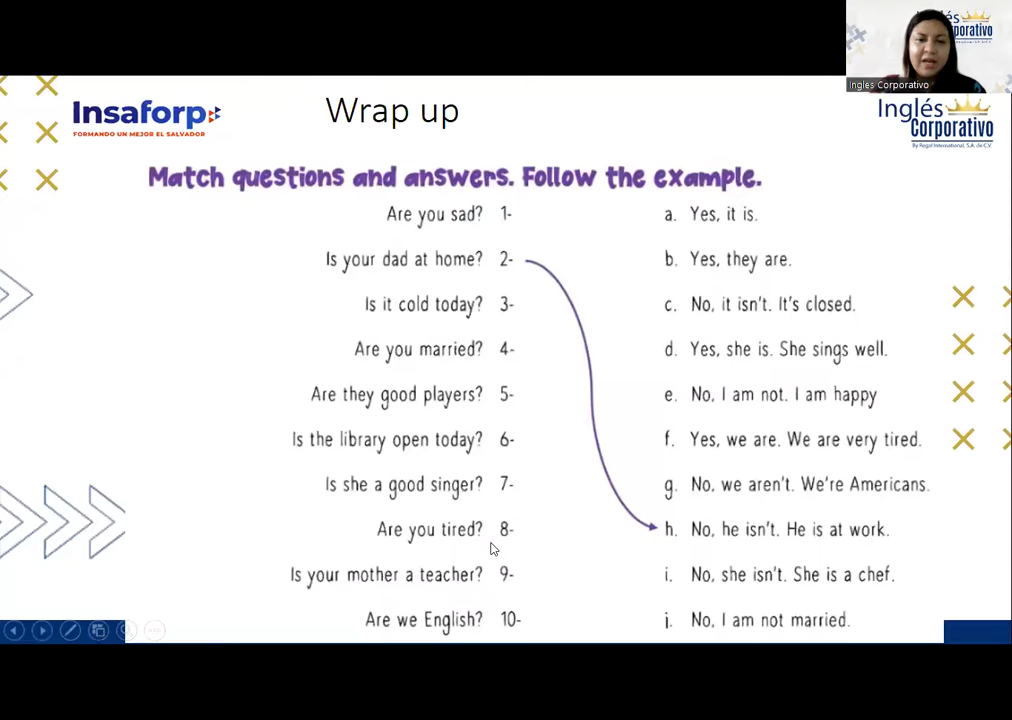 Inglés Corporativo
Insaforp
FORMANDO UN MEJOR EL SALVADOR
Wrap up
Inglés
Corporativo
By Regal International, S.A. de C.V.
Match questions and answers. Follow the example.
Are you sad? 1- a. Yes, it is.
Is your dad at home? 2- b. Yes, they are.
Is it cold today? 3- c. No, it isn't. It's closed.
Are you married? 4- d. Yes, she is. She sings well.
Are they good players? 5- e. No, I am not. I am happy
Is the library open today? 6- f. Yes, we are. We are very tired.
Is she a good singer? 7- g. No, we aren't. We're Americans.
Are you tired? 8- h. No, he isn't. He is at work.
Is your mother a teacher? 9- i. No, she isn't. She is a chef.
Are we English? 10- j. No, I am not married.